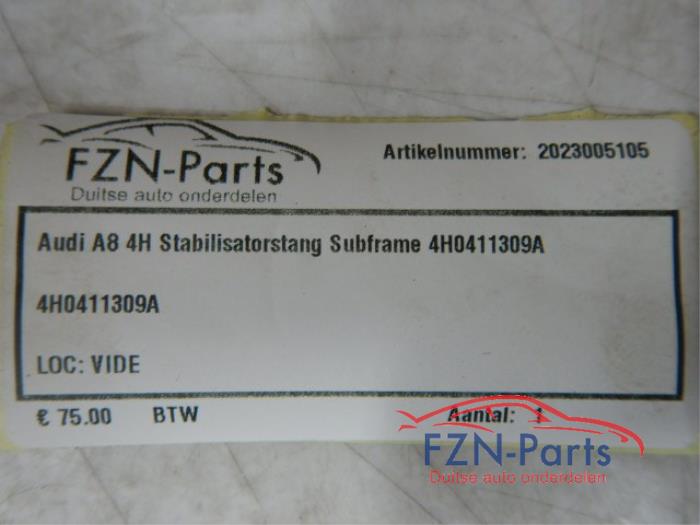 FZN-Parts
Duitse auto onderdelen
Artikelnummer: 2023005105
Audi A8 4H Stabilisatorstang Subframe 4H0411309A
4H0411309A
LOC: VIDE
€ 75.00 BTW Aantal: 1
FZN-Parts
Duitse auto onderdelen